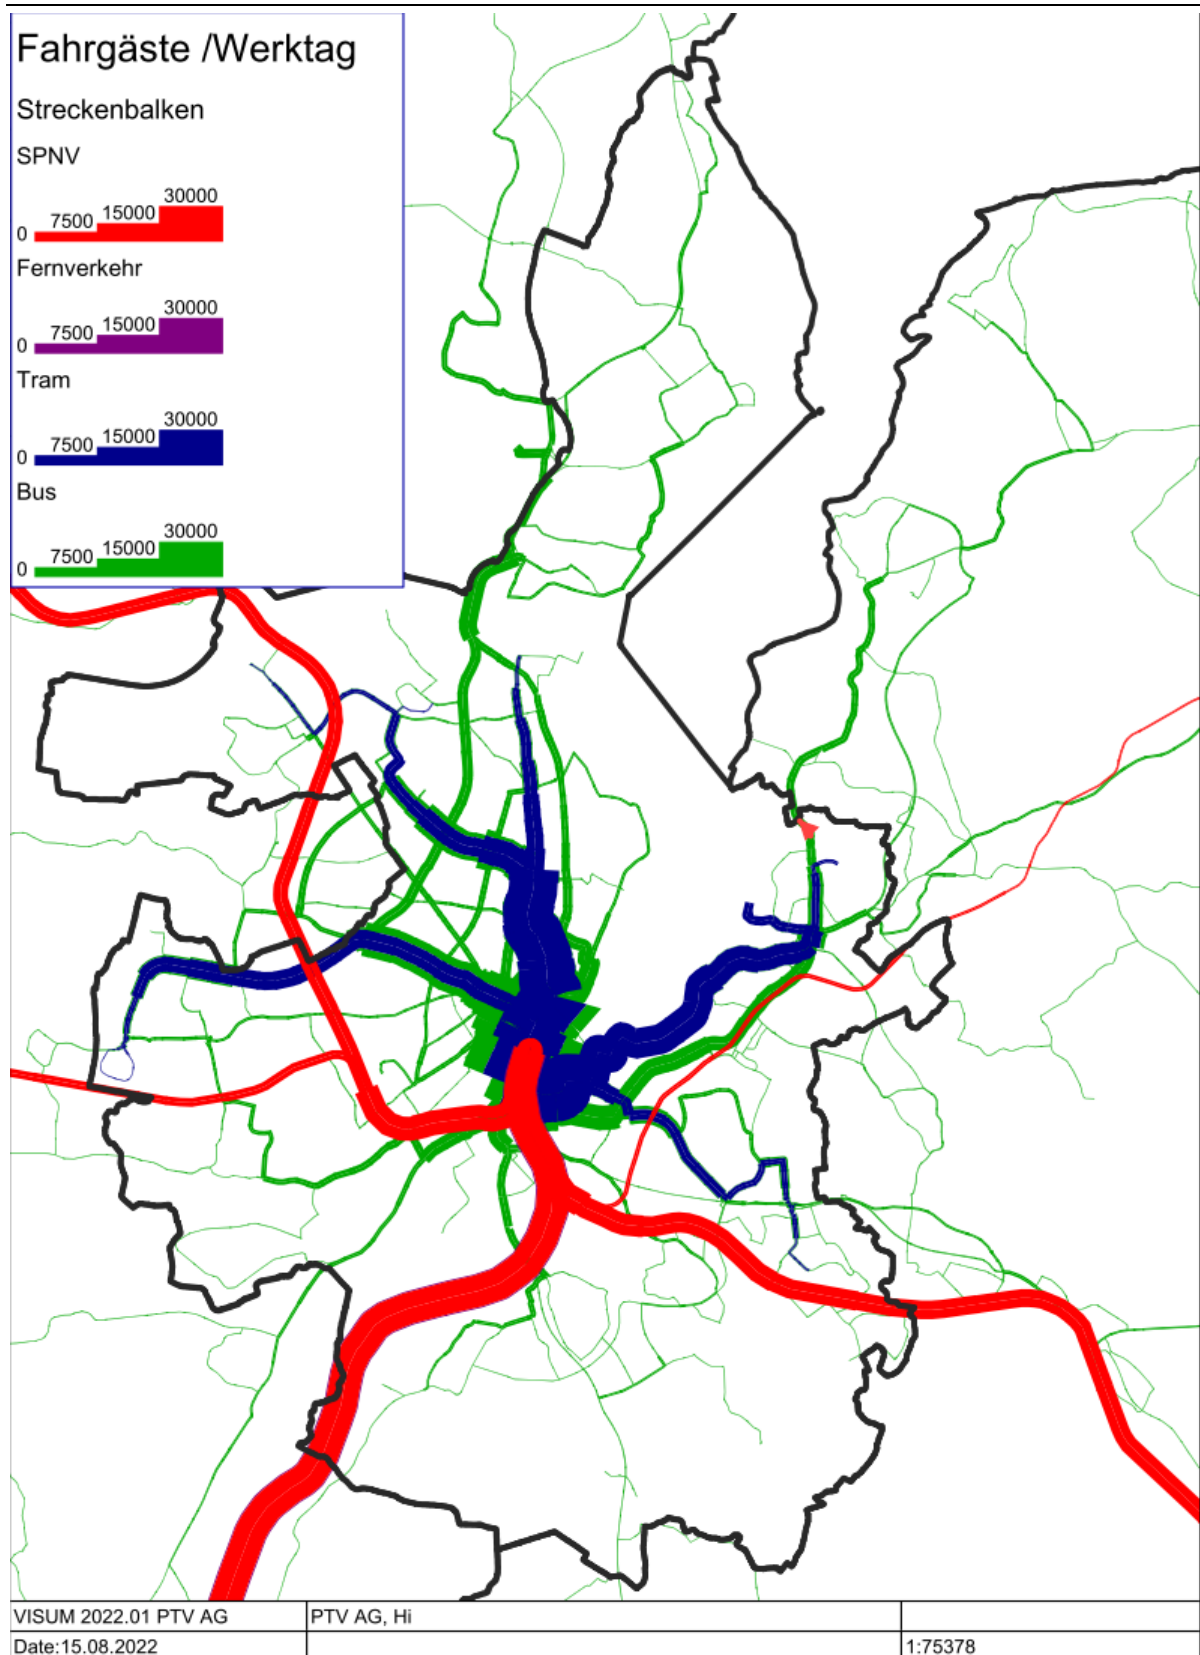 Fahrgäste /Werktag
Streckenbalken
SPNV
0 7500 15000 30000
Fernverkehr
0 7500 15000 30000
Tram
0 7500 15000 30000
Bus
0 7500 15000 30000
VISUM 2022.01 PTV AG PTV AG, Hi
Date:15.08.2022 1:75378